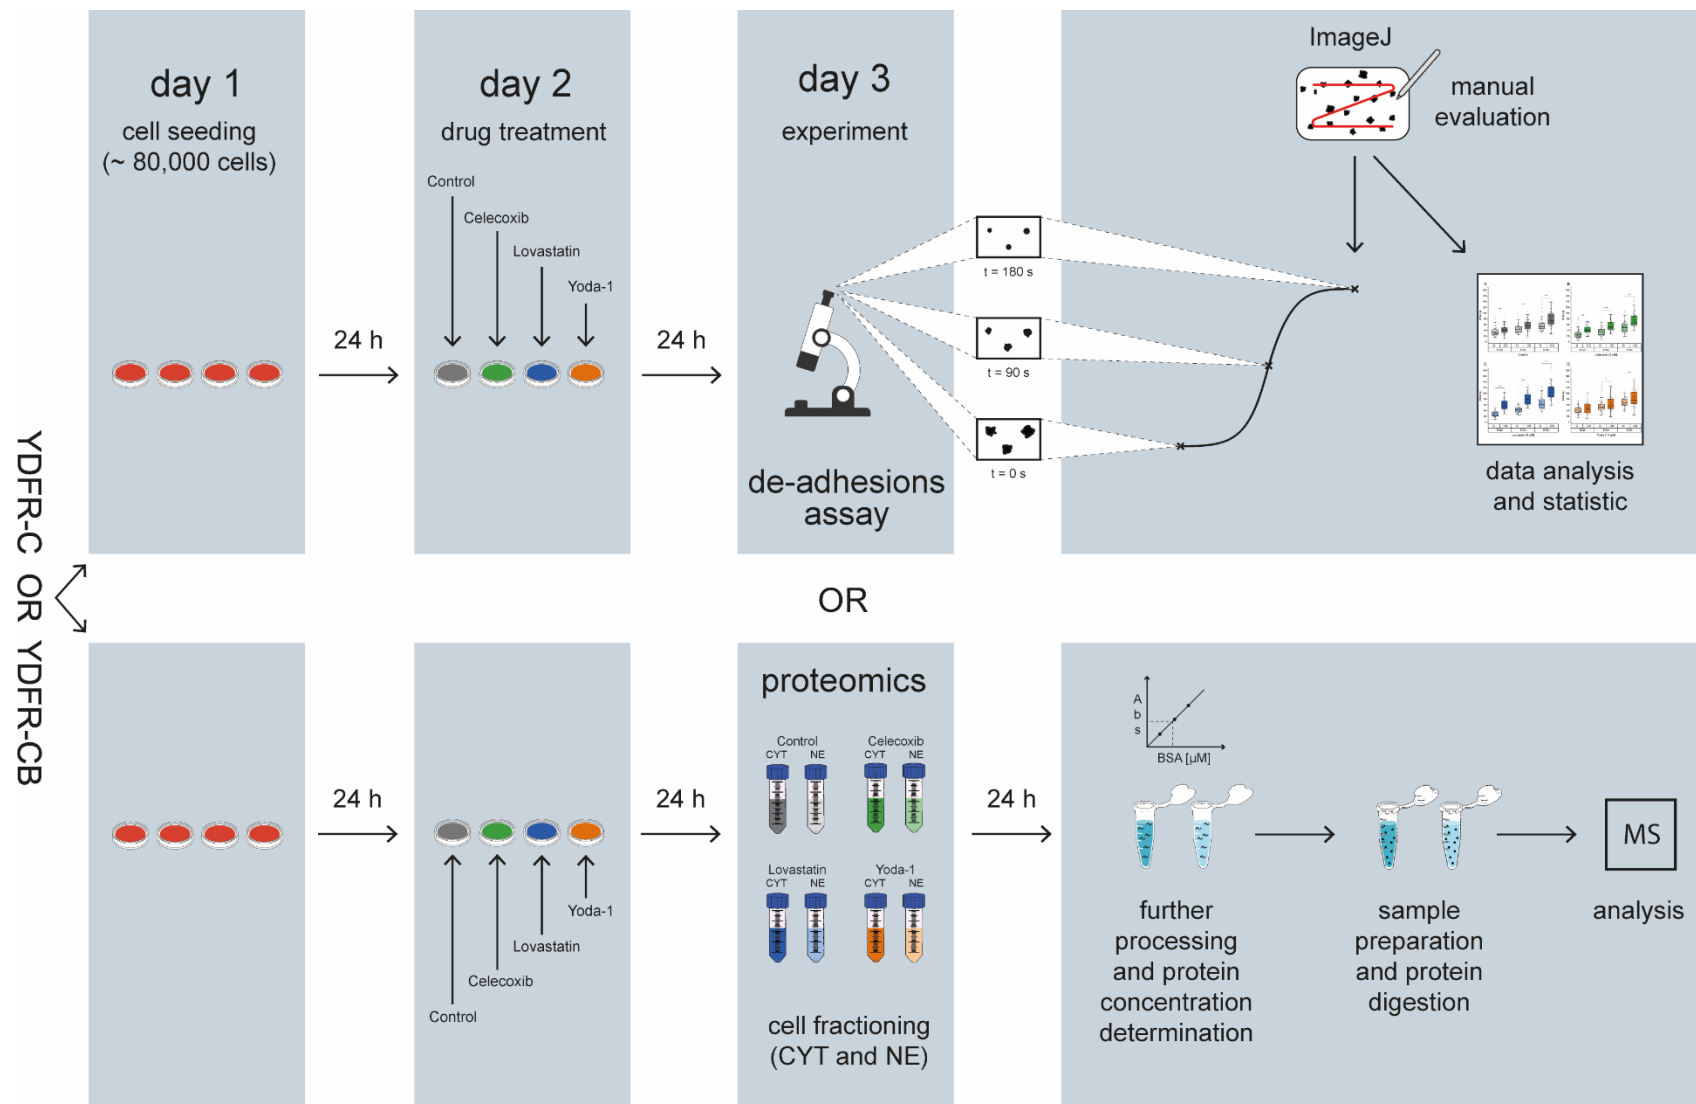 YDFR-C OR YDFR-CB
day 1
cell seeding
(~ 80,000 cells)
24 h
day 2
drug treatment
Control
Celecoxib
Lovastatin
Yoda-1
24 h
day 3
experiment
de-adhesions
assay
t = 180 s
t = 90 s
t = 0 s
ImageJ
manual
evaluation
data analysis
and statistic
OR
24 h
Yoda-1
Lovastatin
Celecoxib
Control
24 h
proteomics
Control
CYT NE
Celecoxib
CYT NE
Lovastatin
CYT NE
Yoda-1
CYT NE
cell fractioning
(CYT and NE)
24 h
A
b
s
BSA [µM]
further
processing
and protein
concentration
determination
sample
preparation
and protein
digestion
MS
analysis